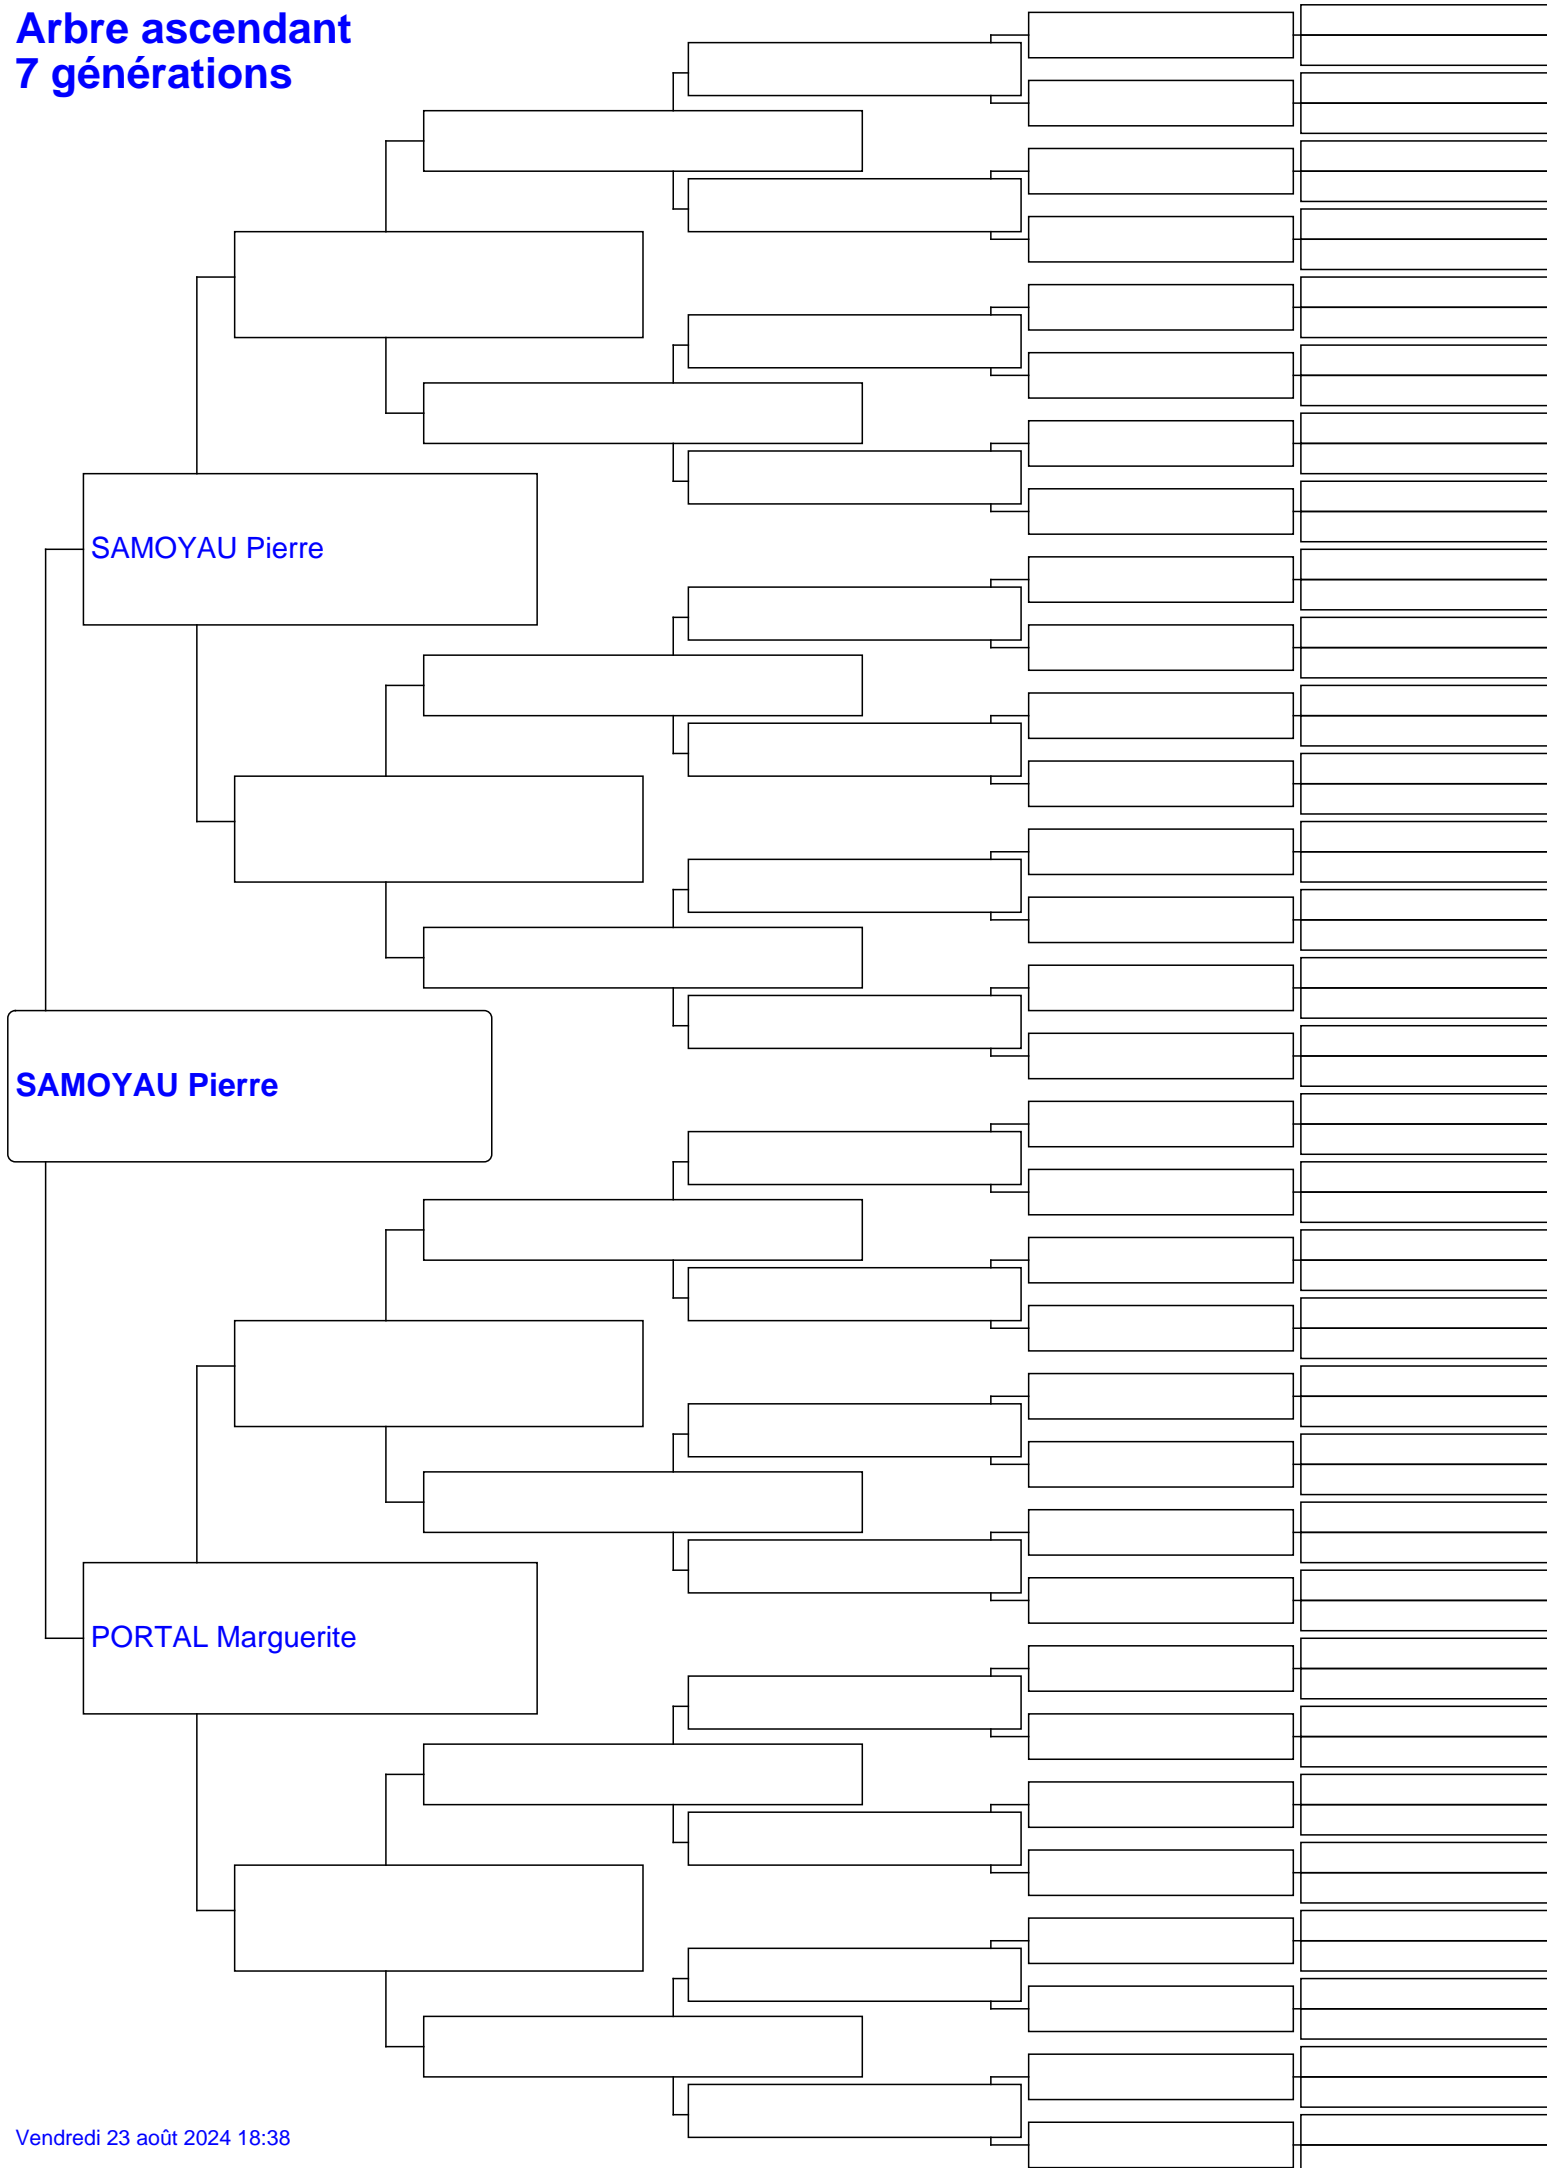 Arbre ascendant
7 générations
SAMOYAU Pierre
SAMOYAU Pierre
PORTAL Marguerite
Vendredi 23 août 2024 18:38